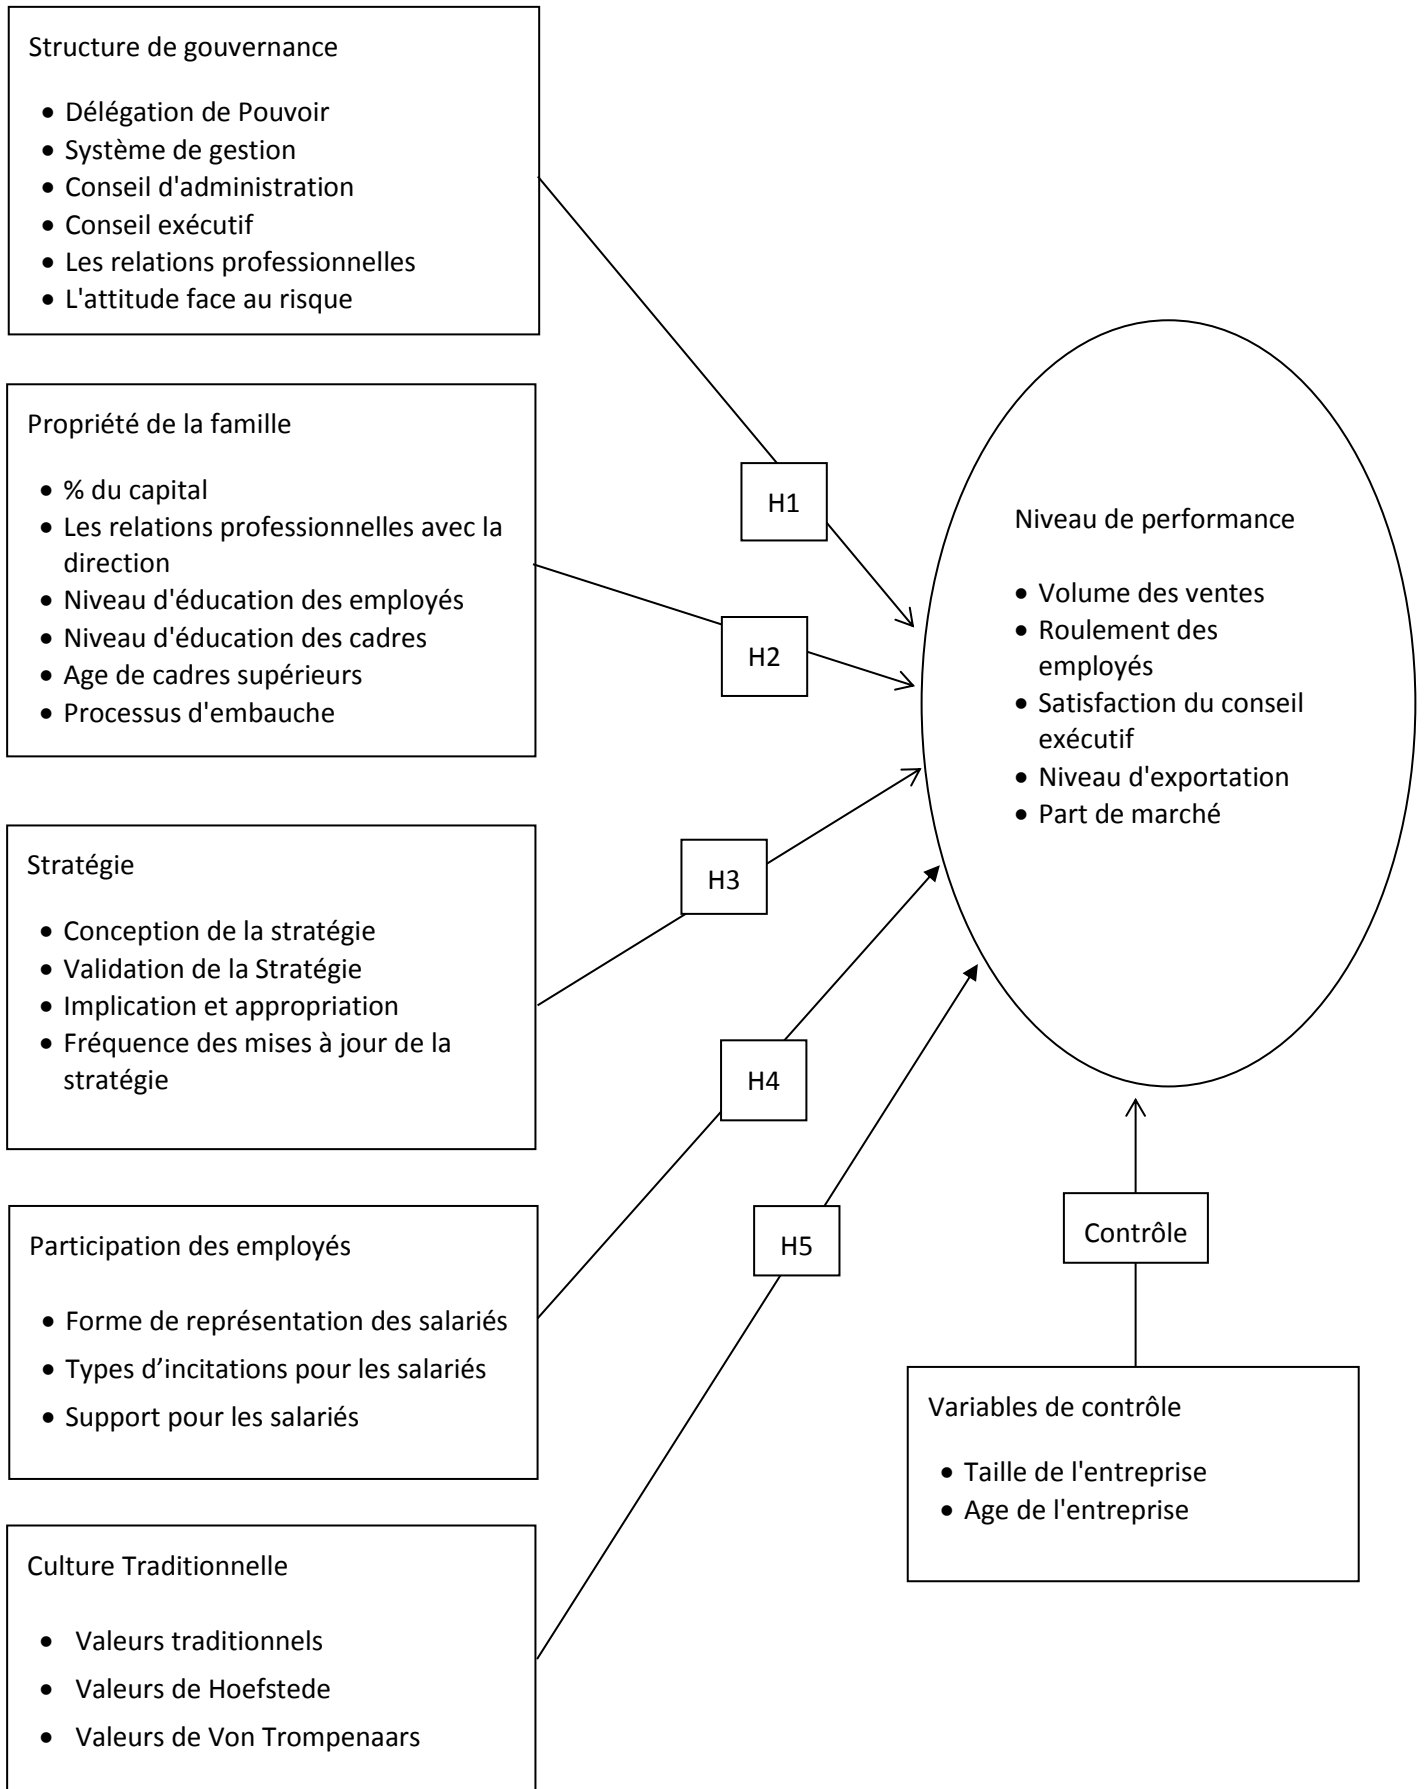 Structure de gouvernance
• Délégation de Pouvoir
• Système de gestion
• Conseil d'administration
• Conseil exécutif
• Les relations professionnelles
• L'attitude face au risque
Propriété de la famille
• % du capital
• Les relations professionnelles avec la
direction
• Niveau d'éducation des employés
• Niveau d'éducation des cadres
• Age de cadres supérieurs
• Processus d'embauche
Stratégie
• Conception de la stratégie
• Validation de la Stratégie
• Implication et appropriation
• Fréquence des mises à jour de la
stratégie
Participation des employés
• Forme de représentation des salariés
• Types d’incitations pour les salariés
• Support pour les salariés
Culture Traditionnelle
• Valeurs traditionnels
• Valeurs de Hoefstede
• Valeurs de Von Trompenaars
H1
H2
H3
H4
H5
Niveau de performance
• Volume des ventes
• Roulement des
employés
• Satisfaction du conseil
exécutif
• Niveau d'exportation
• Part de marché
Contrôle
Variables de contrôle
• Taille de l'entreprise
• Age de l'entreprise